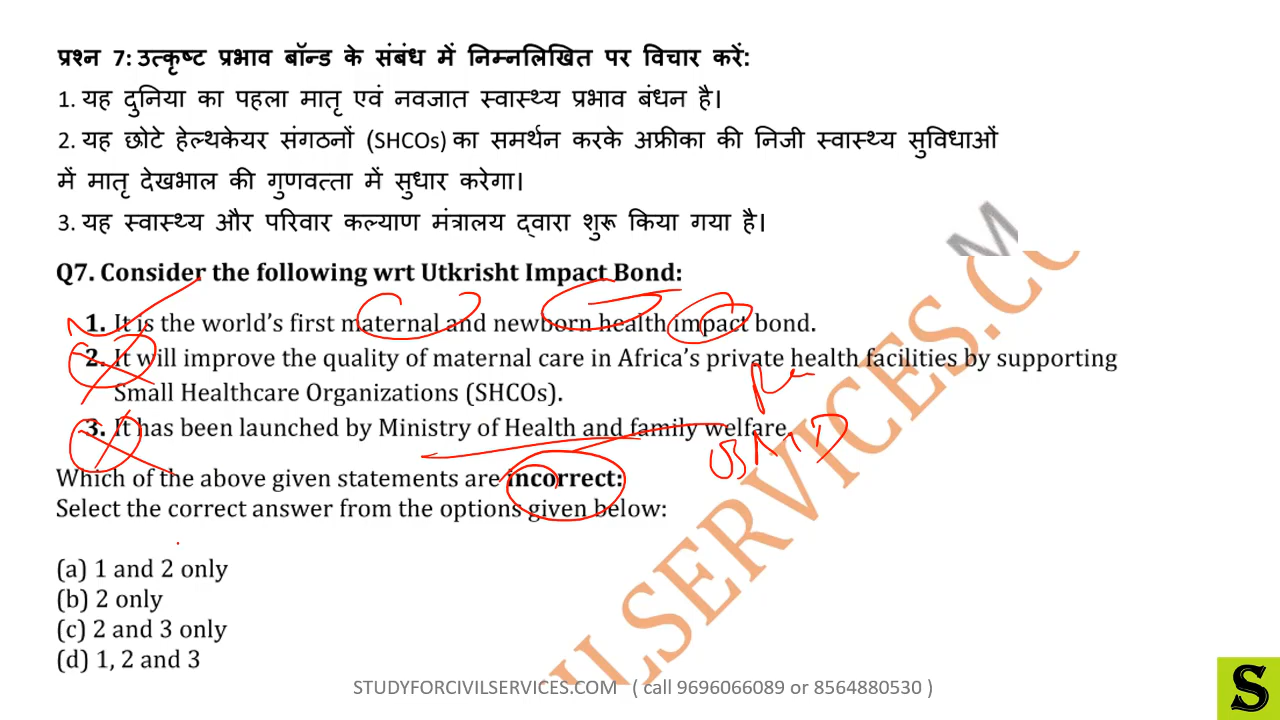 प्रश्न 7: उत्कृष्ट प्रभाव बॉन्ड के संबंध में निम्नलिखित पर विचार करें:
1. यह दुनिया का पहला मातृ एवं नवजात स्वास्थ्य प्रभाव बंधन है।
2. यह छोटे हेल्थकेयर संगठनों (SHCOs) का समर्थन करके अफ्रीका की निजी स्वास्थ्य सुविधाओं
में मातृ देखभाल की गुणवत्ता में सुधार करेगा।
3. यह स्वास्थ्य और परिवार कल्याण मंत्रालय द्वारा शुरू किया गया है।
Q7. Consider the following wrt Utkrisht Impact Bond:
1. It is the world's first maternal and newborn health impact bond.
2. It will improve the quality of maternal care in Africa's private health facilities by supporting
Small Healthcare Organizations (SHCOs).
3. It has been launched by Ministry of Health and family welfare.
Which of the above given statements are incorrect:
Select the correct answer from the options given below:
(a) 1 and 2 only
(b) 2 only
(c) 2 and 3 only
(d) 1, 2 and 3
STUDYFORCIVILSERVICES.COM ( call 9696066089 or 8564880530 )
S